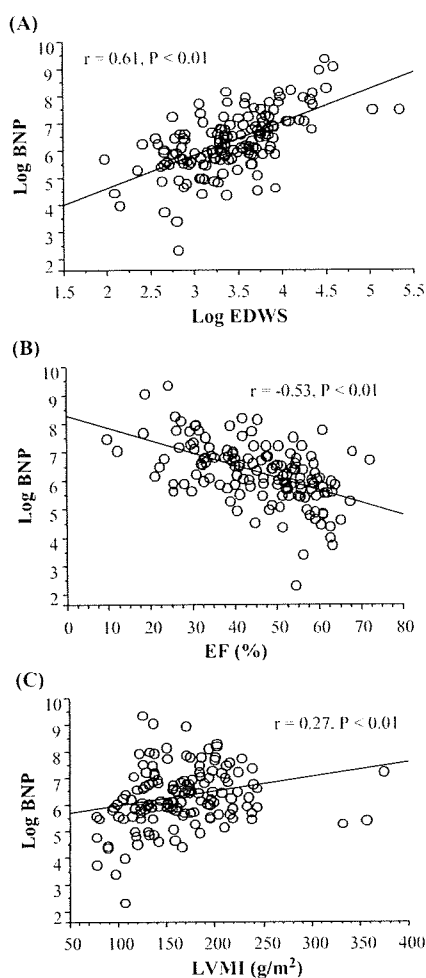 (A)
r = 0.61, P < 0.01
10
9
8
7
6
5
4
3
2
Log BNP
1.5 2 2.5 3 3.5 4 4.5 5 5.5
Log EDWS
(B)
r = -0.53, P < 0.01
10
9
8
7
6
5
4
3
2
Log BNP
0 10 20 30 40 50 60 70 80
EF (%)
(C)
r = 0.27, P < 0.01
10
9
8
7
6
5
4
3
2
Log BNP
50 100 150 200 250 300 350 400
LVMI (g/m²)